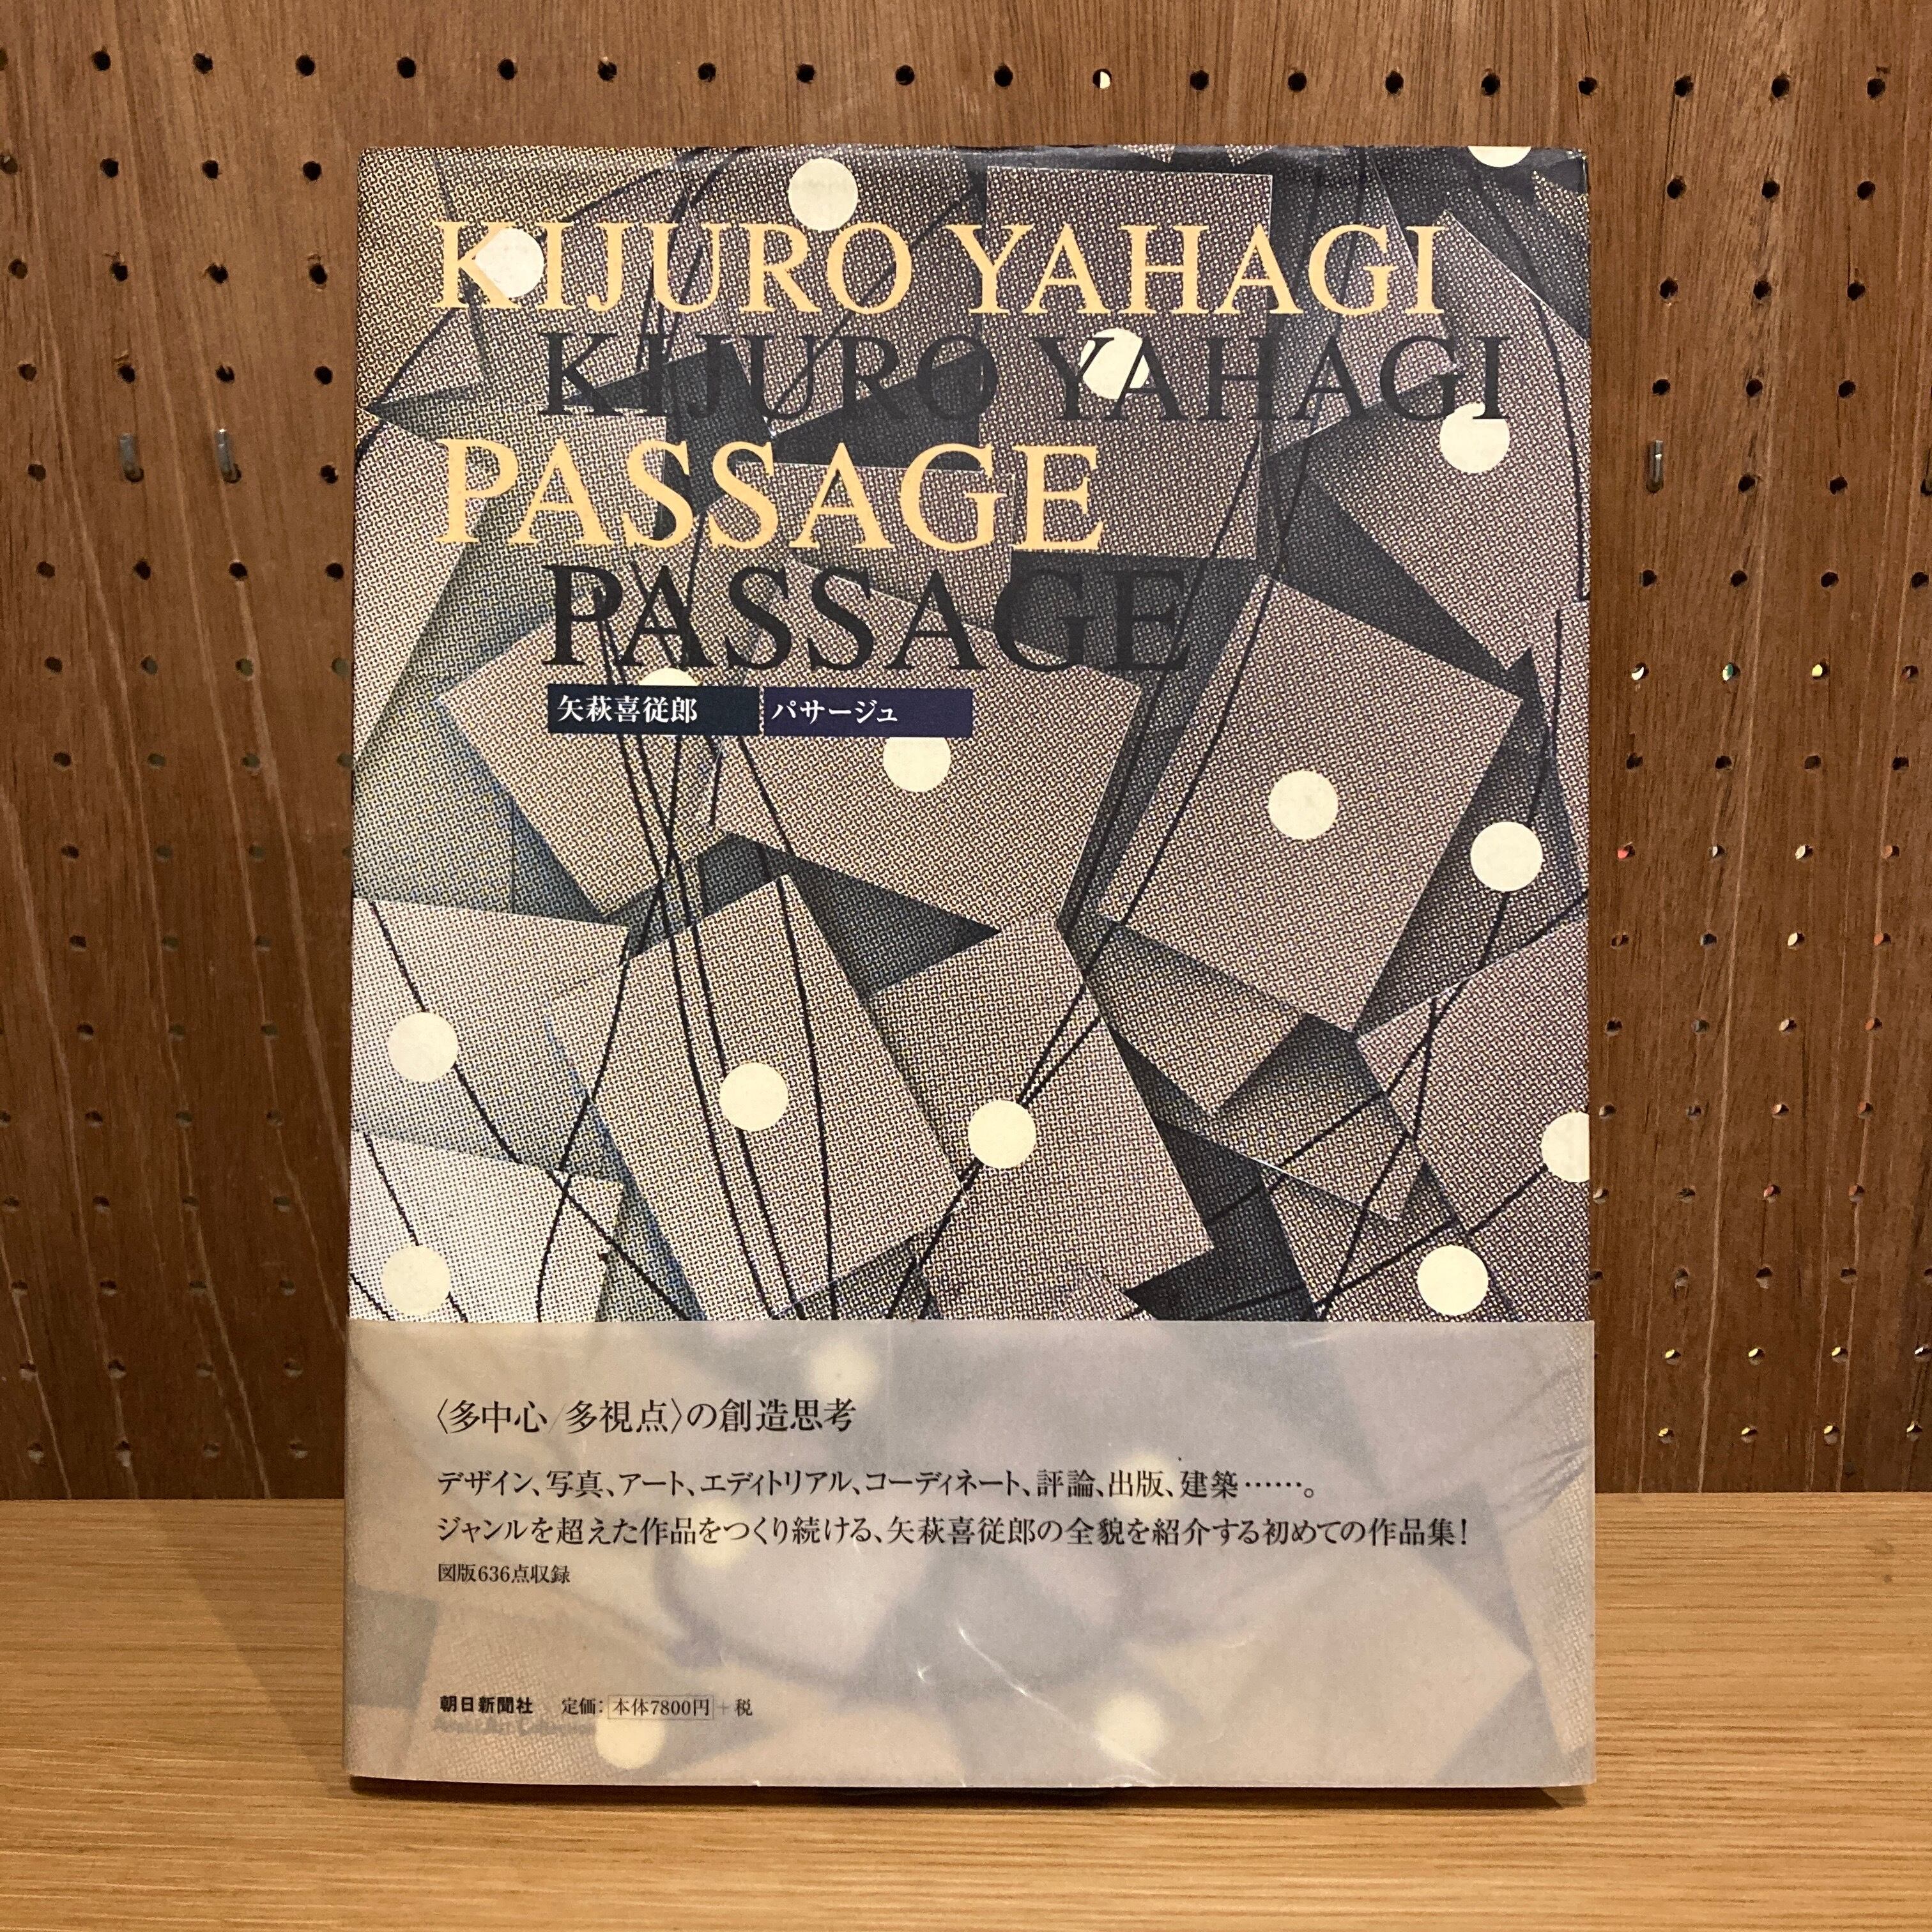 KIJURO YAHAGI
KIJURO YAHAGI
PASSAGE
PASSAGE
矢萩喜従郎 パサージュ
〈多中心/多視点〉の創造思考
デザイン、写真、アート、エディトリアル、コーディネート、評論、出版、建築……。
ジャンルを超えた作品をつくり続ける、矢萩喜従郎の全貌を紹介する初めての作品集!
図版636点収録
朝日新聞社 定価:本体7800円+税